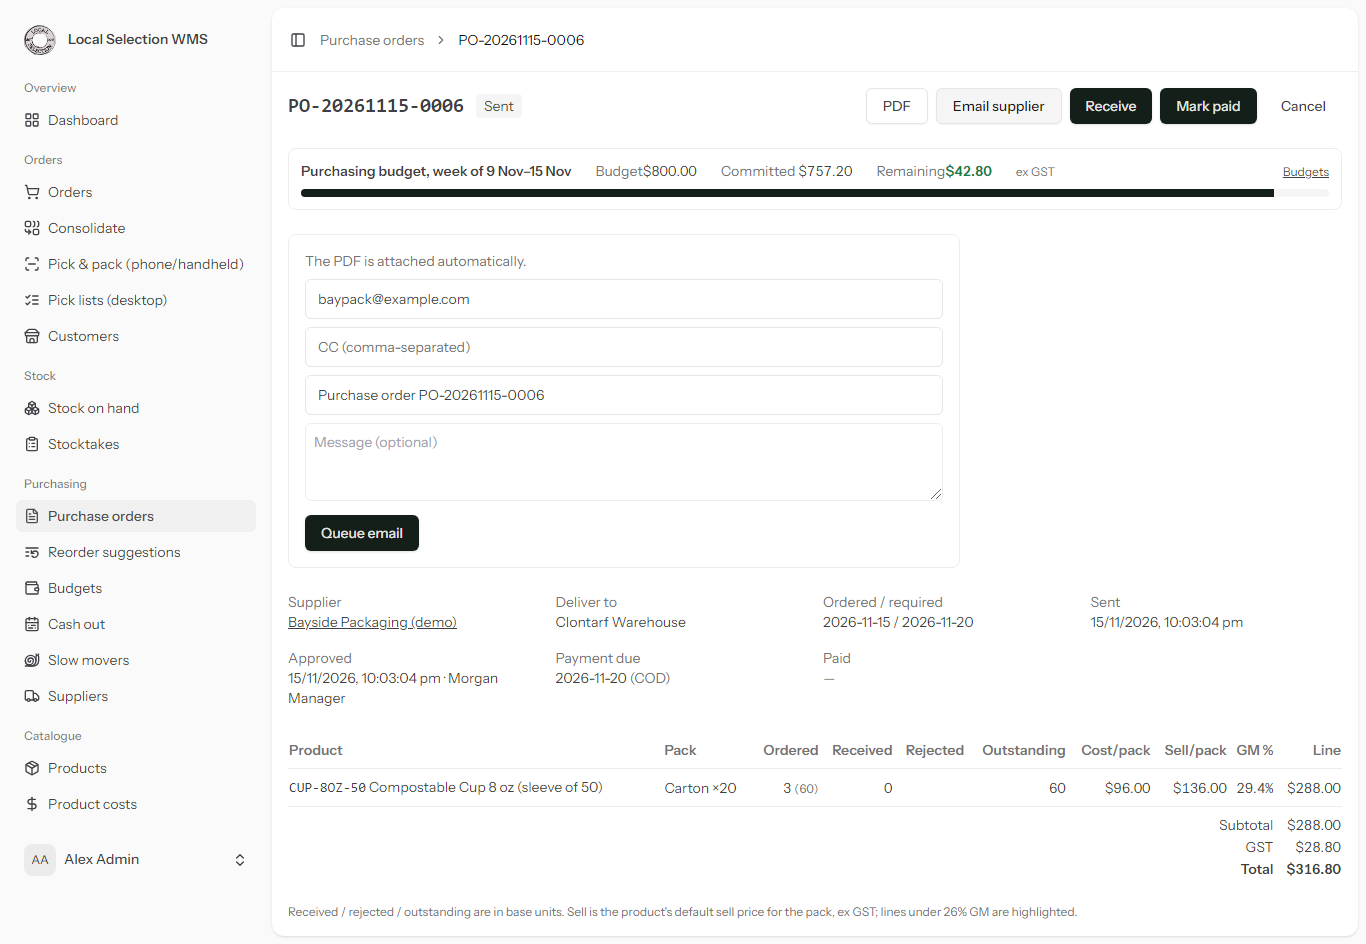 Local Selection WMS
Overview
Dashboard
Orders
Orders
Consolidate
Pick & pack (phone/handheld)
Pick lists (desktop)
Customers
Stock
Stock on hand
Stocktakes
Purchasing
Purchase orders
Reorder suggestions
Budgets
Cash out
Slow movers
Suppliers
Catalogue
Products
Product costs
AA Alex Admin
Purchase orders > PO-20261115-0006
PO-20261115-0006 Sent PDF Email supplier Receive Mark paid Cancel
Purchasing budget, week of 9 Nov–15 Nov Budget$800.00 Committed $757.20 Remaining$42.80 ex GST Budgets
The PDF is attached automatically.
baypack@example.com
CC (comma-separated)
Purchase order PO-20261115-0006
Message (optional)
Queue email
Supplier Deliver to Ordered / required Sent
Bayside Packaging (demo) Clontarf Warehouse 2026-11-15 / 2026-11-20 15/11/2026, 10:03:04 pm
Approved Payment due Paid
15/11/2026, 10:03:04 pm · Morgan 2026-11-20 (COD) —
Manager
Product Pack Ordered Received Rejected Outstanding Cost/pack Sell/pack GM % Line
CUP-8OZ-50 Compostable Cup 8 oz (sleeve of 50) Carton ×20 3 (60) 0 60 $96.00 $136.00 29.4% $288.00
Subtotal $288.00
GST $28.80
Total $316.80
Received / rejected / outstanding are in base units. Sell is the product's default sell price for the pack, ex GST; lines under 26% GM are highlighted.